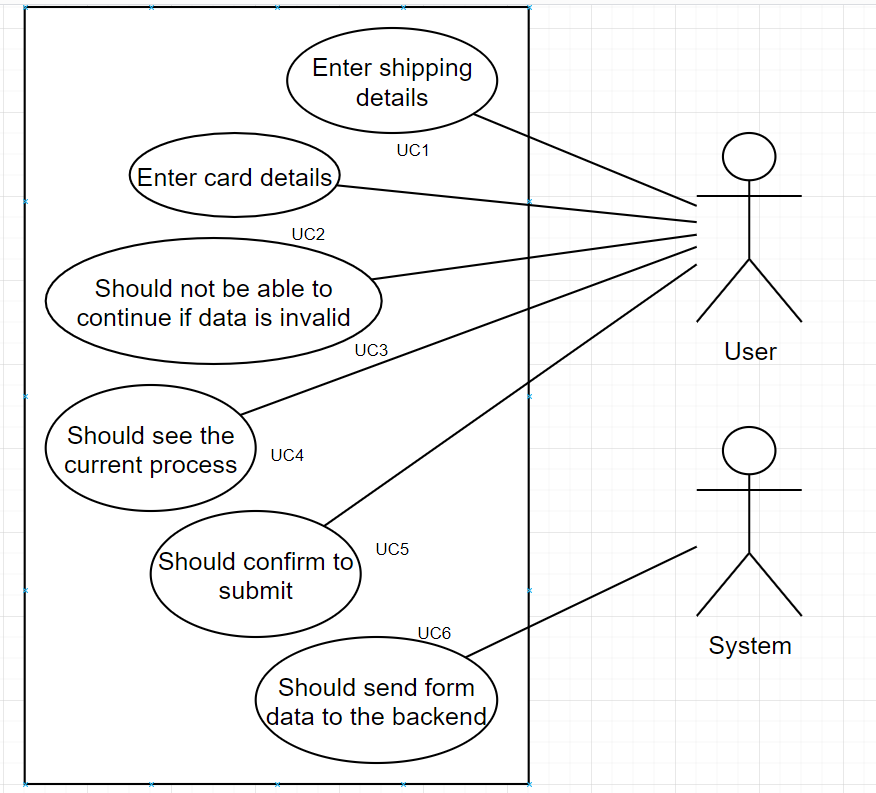 Enter shipping
details
UC1
Enter card details
UC2
Should not be able to
continue if data is invalid
UC3
Should see the
current process
UC4
Should confirm to
submit
UC5
UC6
Should send form
data to the backend
User
System